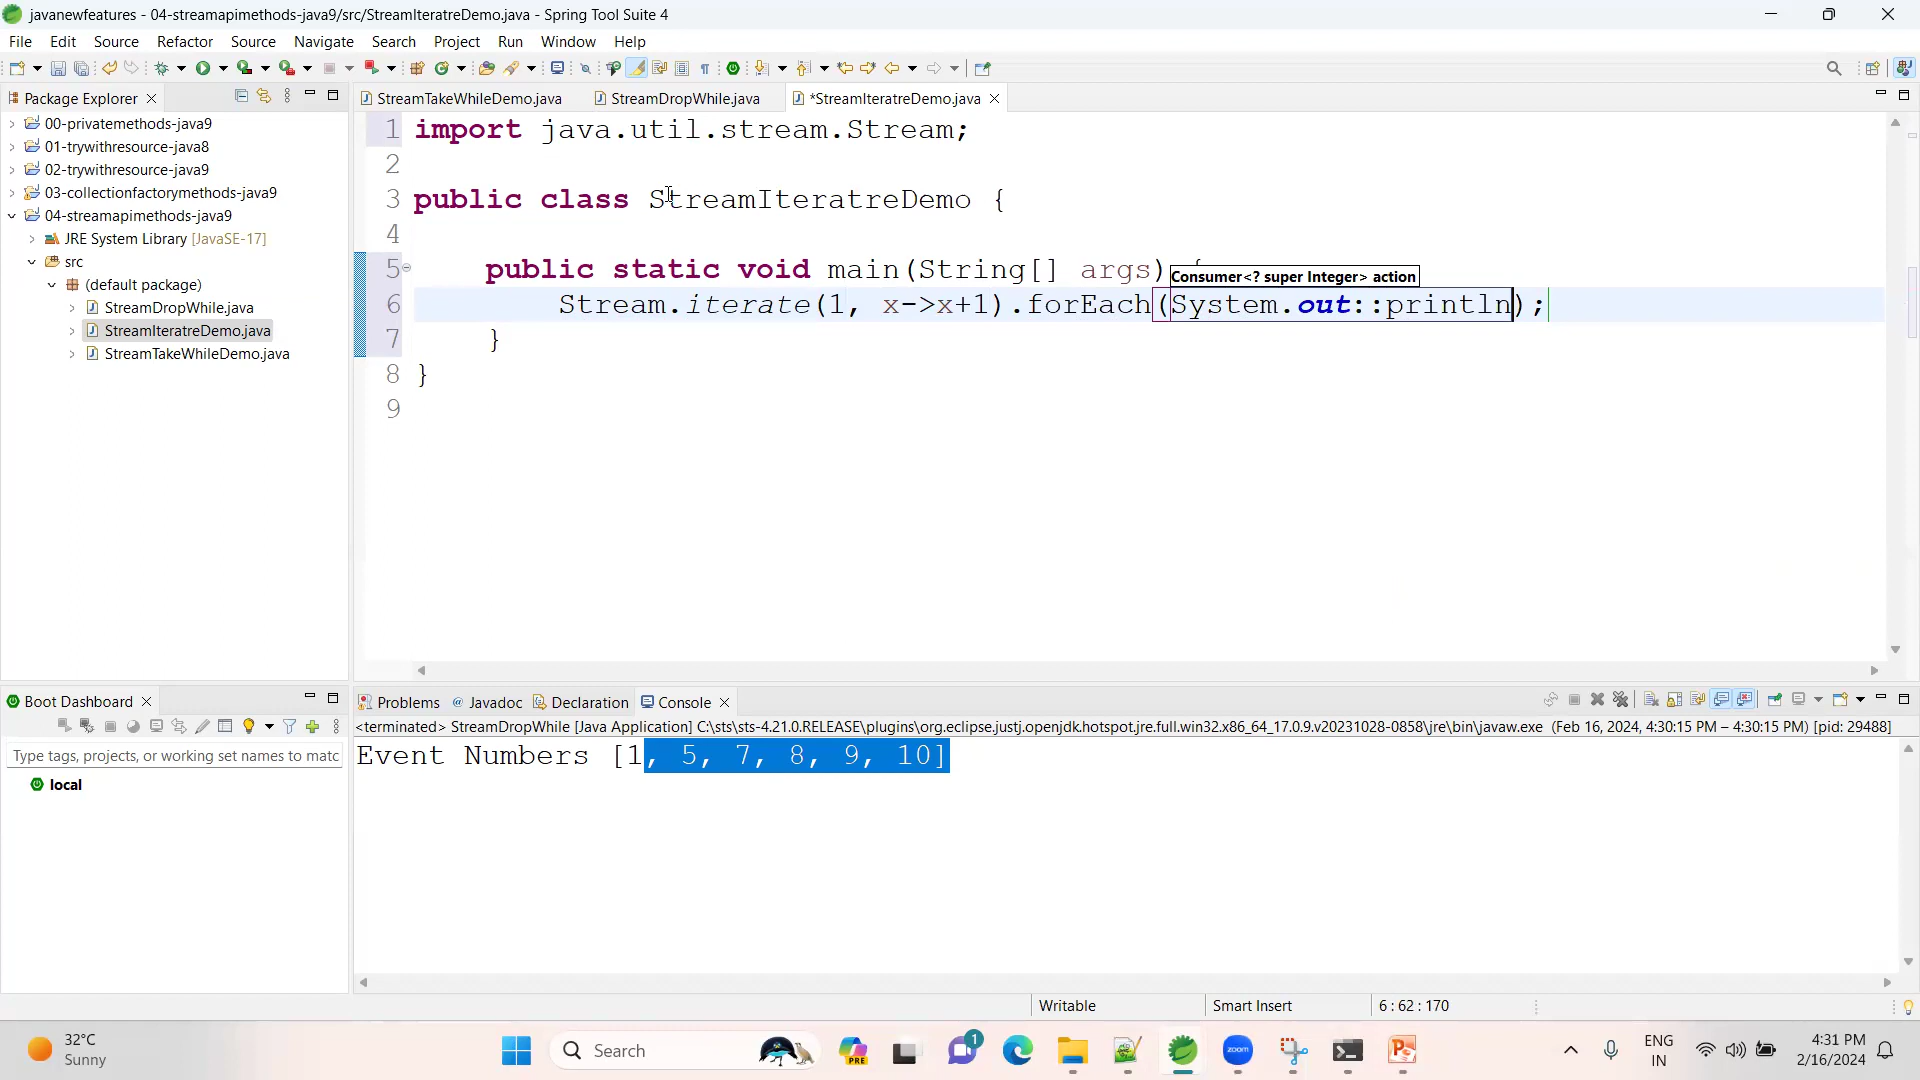 javanewfeatures - 04-streamapimethods-java9/src/StreamIteratreDemo.java - Spring Tool Suite 4
File Edit Source Refactor Source Navigate Search Project Run Window Help
Package Explorer
00-privatemethods-java9
01-trywithresource-java8
02-trywithresource-java9
03-collectionfactorymethods-java9
04-streamapimethods-java9
JRE System Library [JavaSE-17]
src
(default package)
StreamDropWhile.java
StreamIteratreDemo.java
StreamTakeWhileDemo.java
StreamTakeWhileDemo.java StreamDropWhile.java *StreamIteratreDemo.java
1 import java.util.stream.Stream;
2
3 public class StreamIteratreDemo {
4
5 public static void main(String[] args) {
Consumer<? super Integer> action
6 Stream.iterate(1, x->x+1).forEach(System.out::println);
7 }
8 }
9
Boot Dashboard
Type tags, projects, or working set names to matc
local
Problems Javadoc Declaration Console
<terminated> StreamDropWhile [Java Application] C:\sts\sts-4.21.0.RELEASE\plugins\org.eclipse.justj.openjdk.hotspot.jre.full.win32.x86_64_17.0.9.v20231028-0858\jre\bin\javaw.exe (Feb 16, 2024, 4:30:15 PM – 4:30:15 PM) [pid: 29488]
Event Numbers [1, 5, 7, 8, 9, 10]
Writable Smart Insert 6 : 62 : 170
32°C
Sunny
Search
PRE
1
zoom
ENG
IN
4:31 PM
2/16/2024